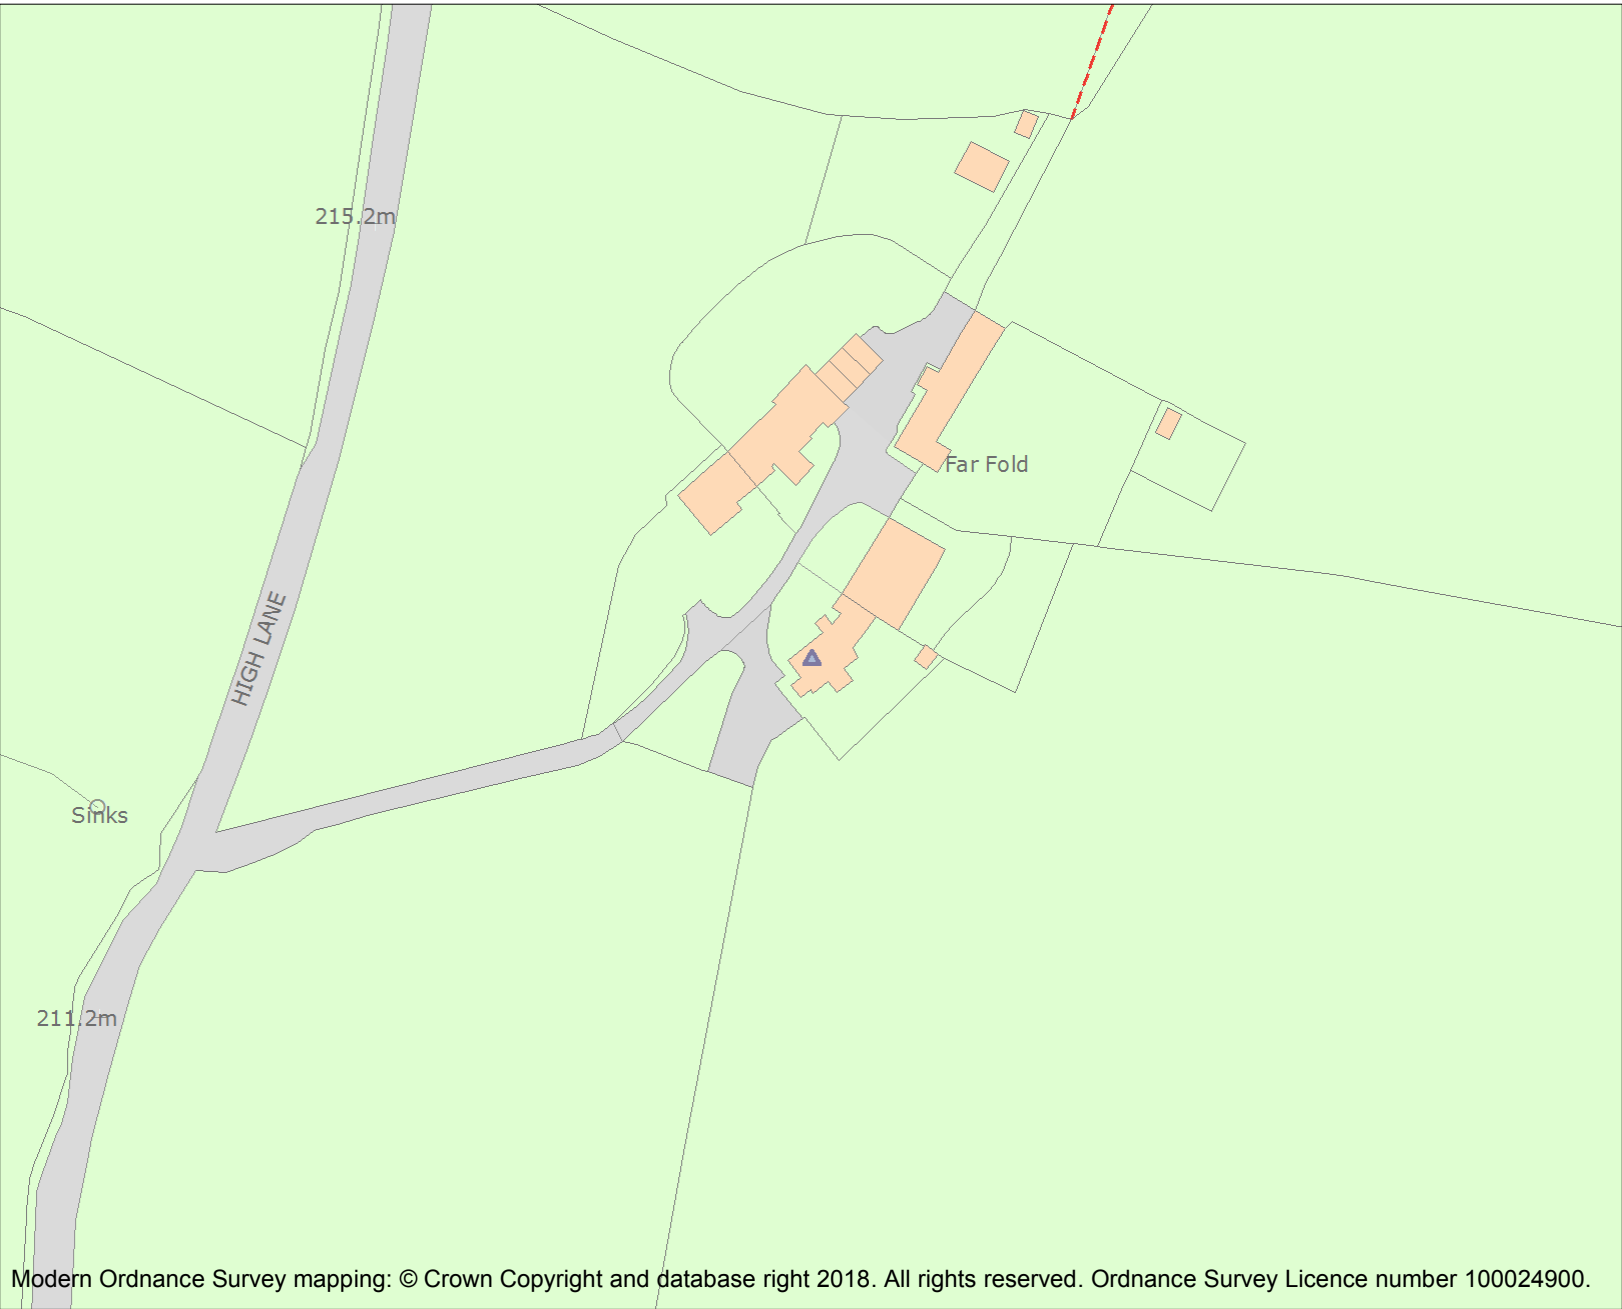 215.2m
Far Fold
HIGH LANE
Sinks
211.2m
Modern Ordnance Survey mapping: © Crown Copyright and database right 2018. All rights reserved. Ordnance Survey Licence number 100024900.